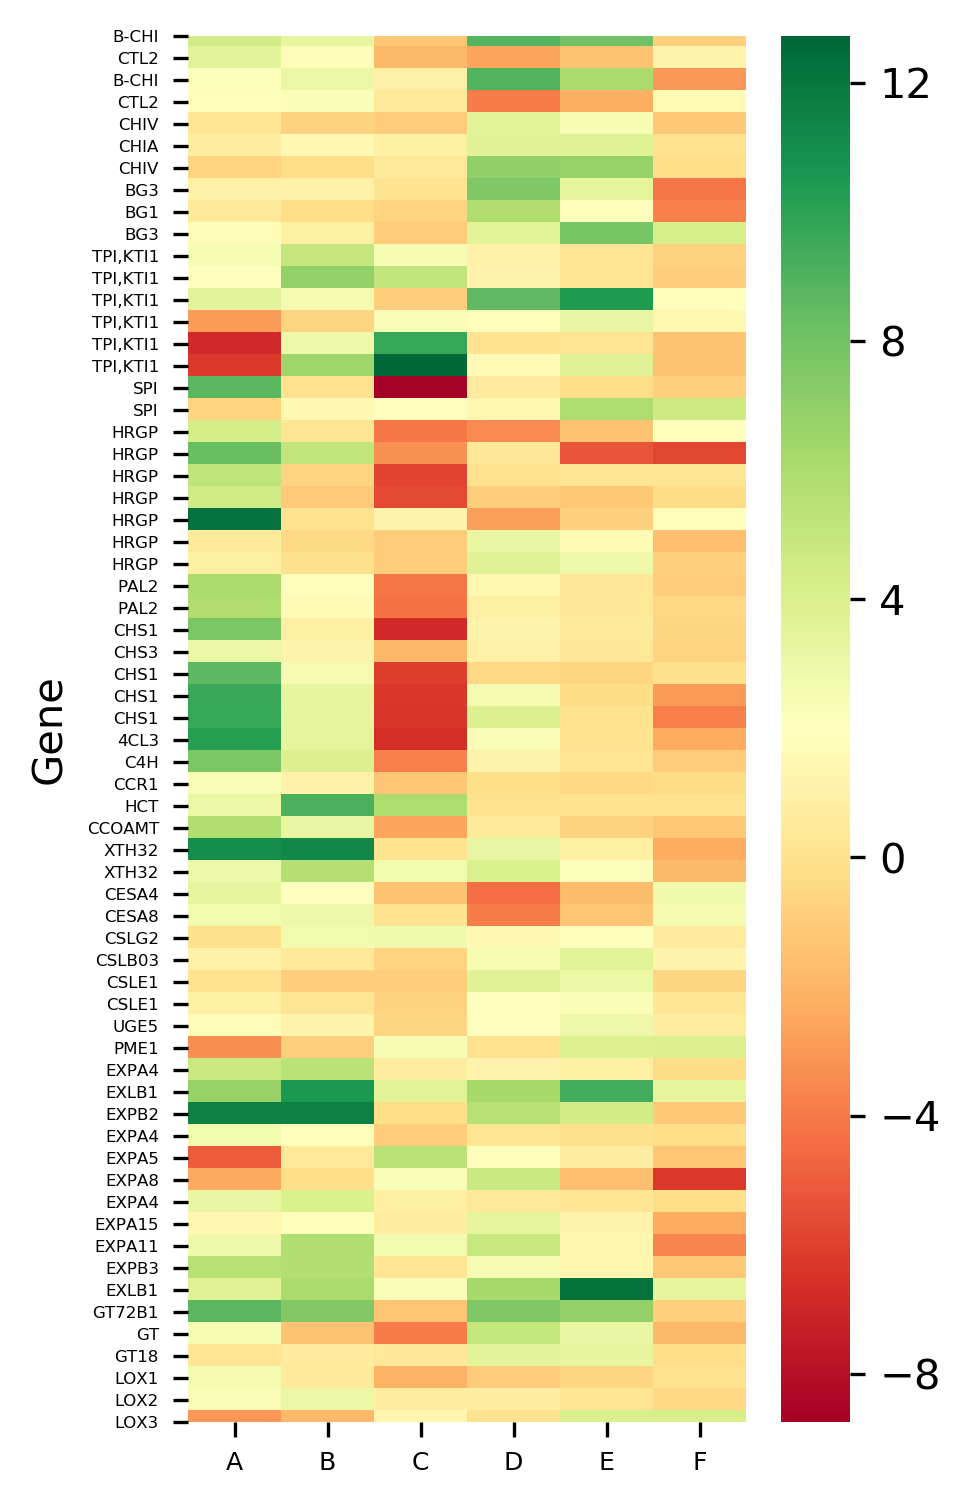 B-CHI
CTL2
B-CHI
CTL2
CHIV
CHIA
CHIV
BG3
BG1
BG3
TPI,KTI1
TPI,KTI1
TPI,KTI1
TPI,KTI1
TPI,KTI1
TPI,KTI1
SPI
SPI
HRGP
HRGP
HRGP
HRGP
HRGP
HRGP
HRGP
PAL2
PAL2
CHS1
CHS3
CHS1
CHS1
CHS1
4CL3
C4H
CCR1
HCT
CCOAMT
XTH32
XTH32
CESA4
CESA8
CSLG2
CSLB03
CSLE1
CSLE1
UGE5
PME1
EXPA4
EXLB1
EXPB2
EXPA4
EXPA5
EXPA8
EXPA4
EXPA15
EXPA11
EXPB3
EXLB1
GT72B1
GT
GT18
LOX1
LOX2
LOX3
Gene
A B C D E F
12
8
4
0
−4
−8